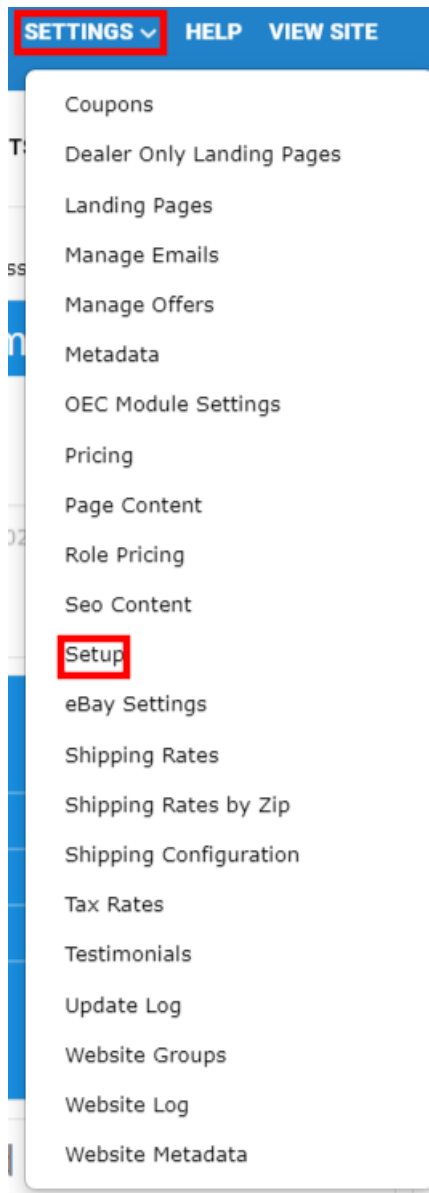 SETTINGS HELP VIEW SITE
Coupons
Dealer Only Landing Pages
Landing Pages
Manage Emails
Manage Offers
Metadata
OEC Module Settings
Pricing
Page Content
Role Pricing
Seo Content
Setup
eBay Settings
Shipping Rates
Shipping Rates by Zip
Shipping Configuration
Tax Rates
Testimonials
Update Log
Website Groups
Website Log
Website Metadata